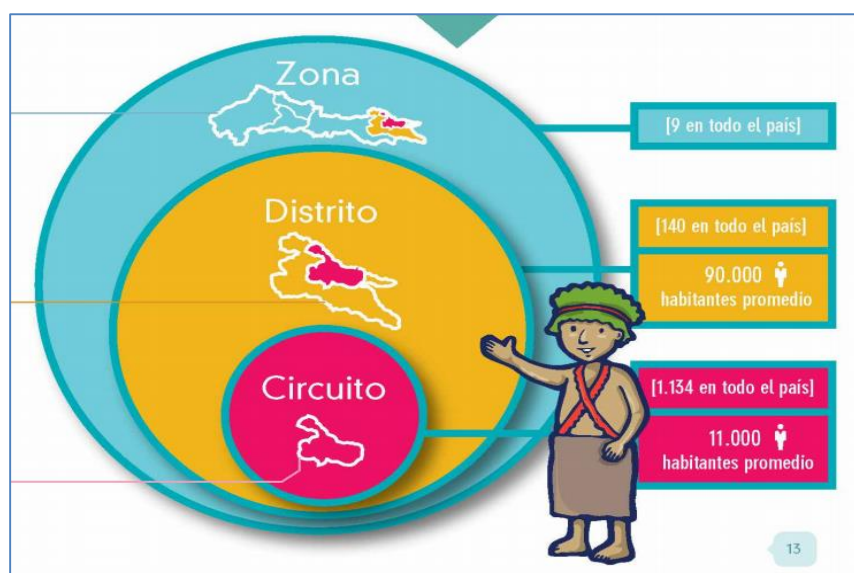 Zona
[9 en todo el país]
Distrito
[140 en todo el país]
90.000
habitantes promedio
Circuito
[1.134 en todo el país]
11.000
habitantes promedio
13